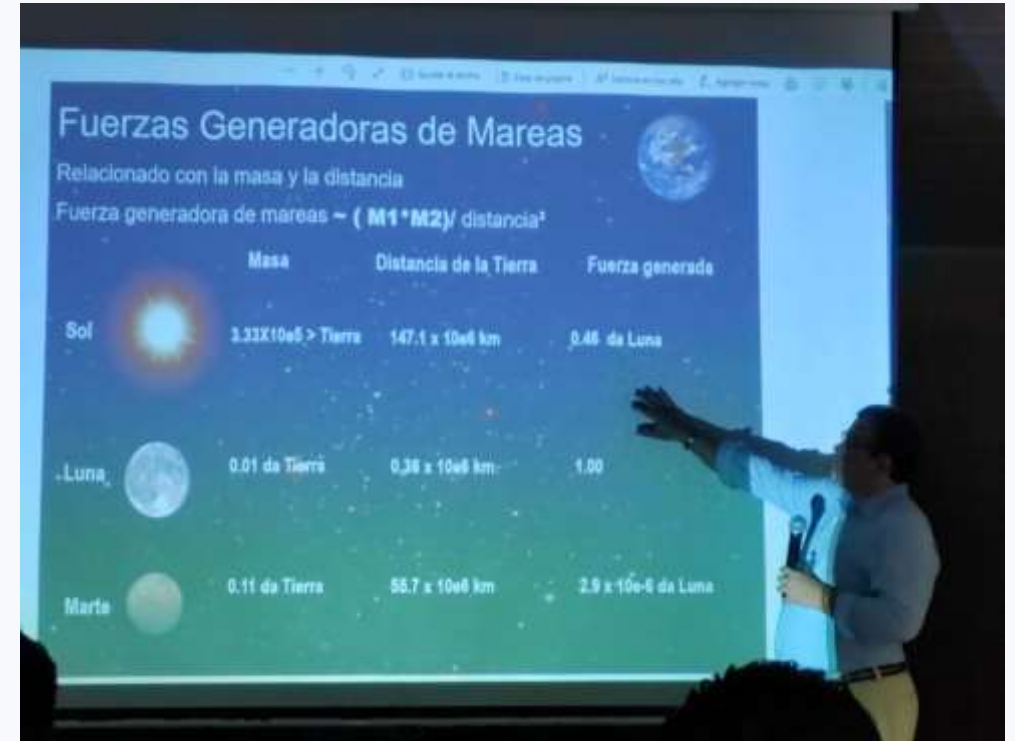 Fuerzas Generadoras de Mareas
Relacionado con la masa y la distancia
Fuerza generadora de mareas ~ ( M1*M2)/ distancia³
Masa Distancia de la Tierra Fuerza generada
Sol 3.33X10e5 > Tierra 147.1 x 10e6 km 0.46 da Luna
Luna 0.01 da Tierra 0,38 x 10e6 km 1.00
Marte 0.11 da Tierra 55.7 x 10e6 km 2.9 x 10e-6 da Luna